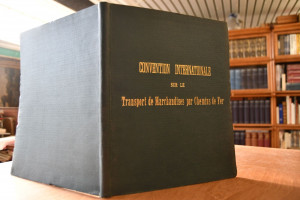 CONVENTION INTERNATIONALE
SUR LE
Transport de Marchandises par Chemins de Fer